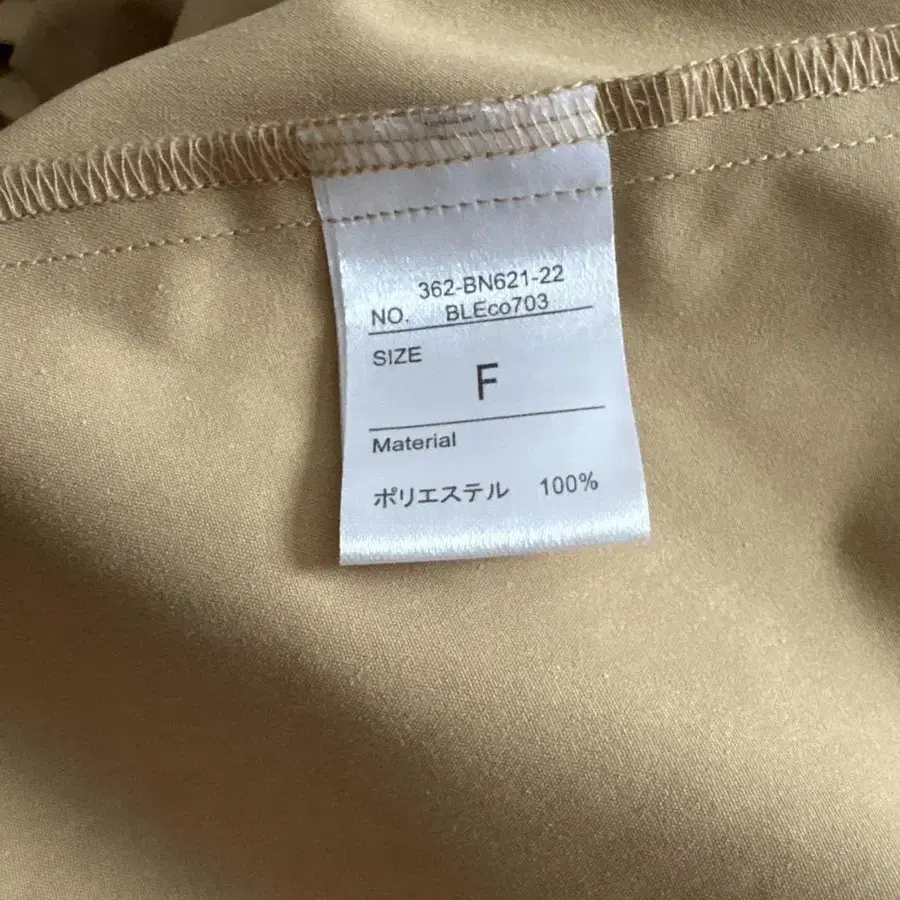 362-BN621-22
NO. BLEco703
SIZE
F
Material
ポリエステル 100%